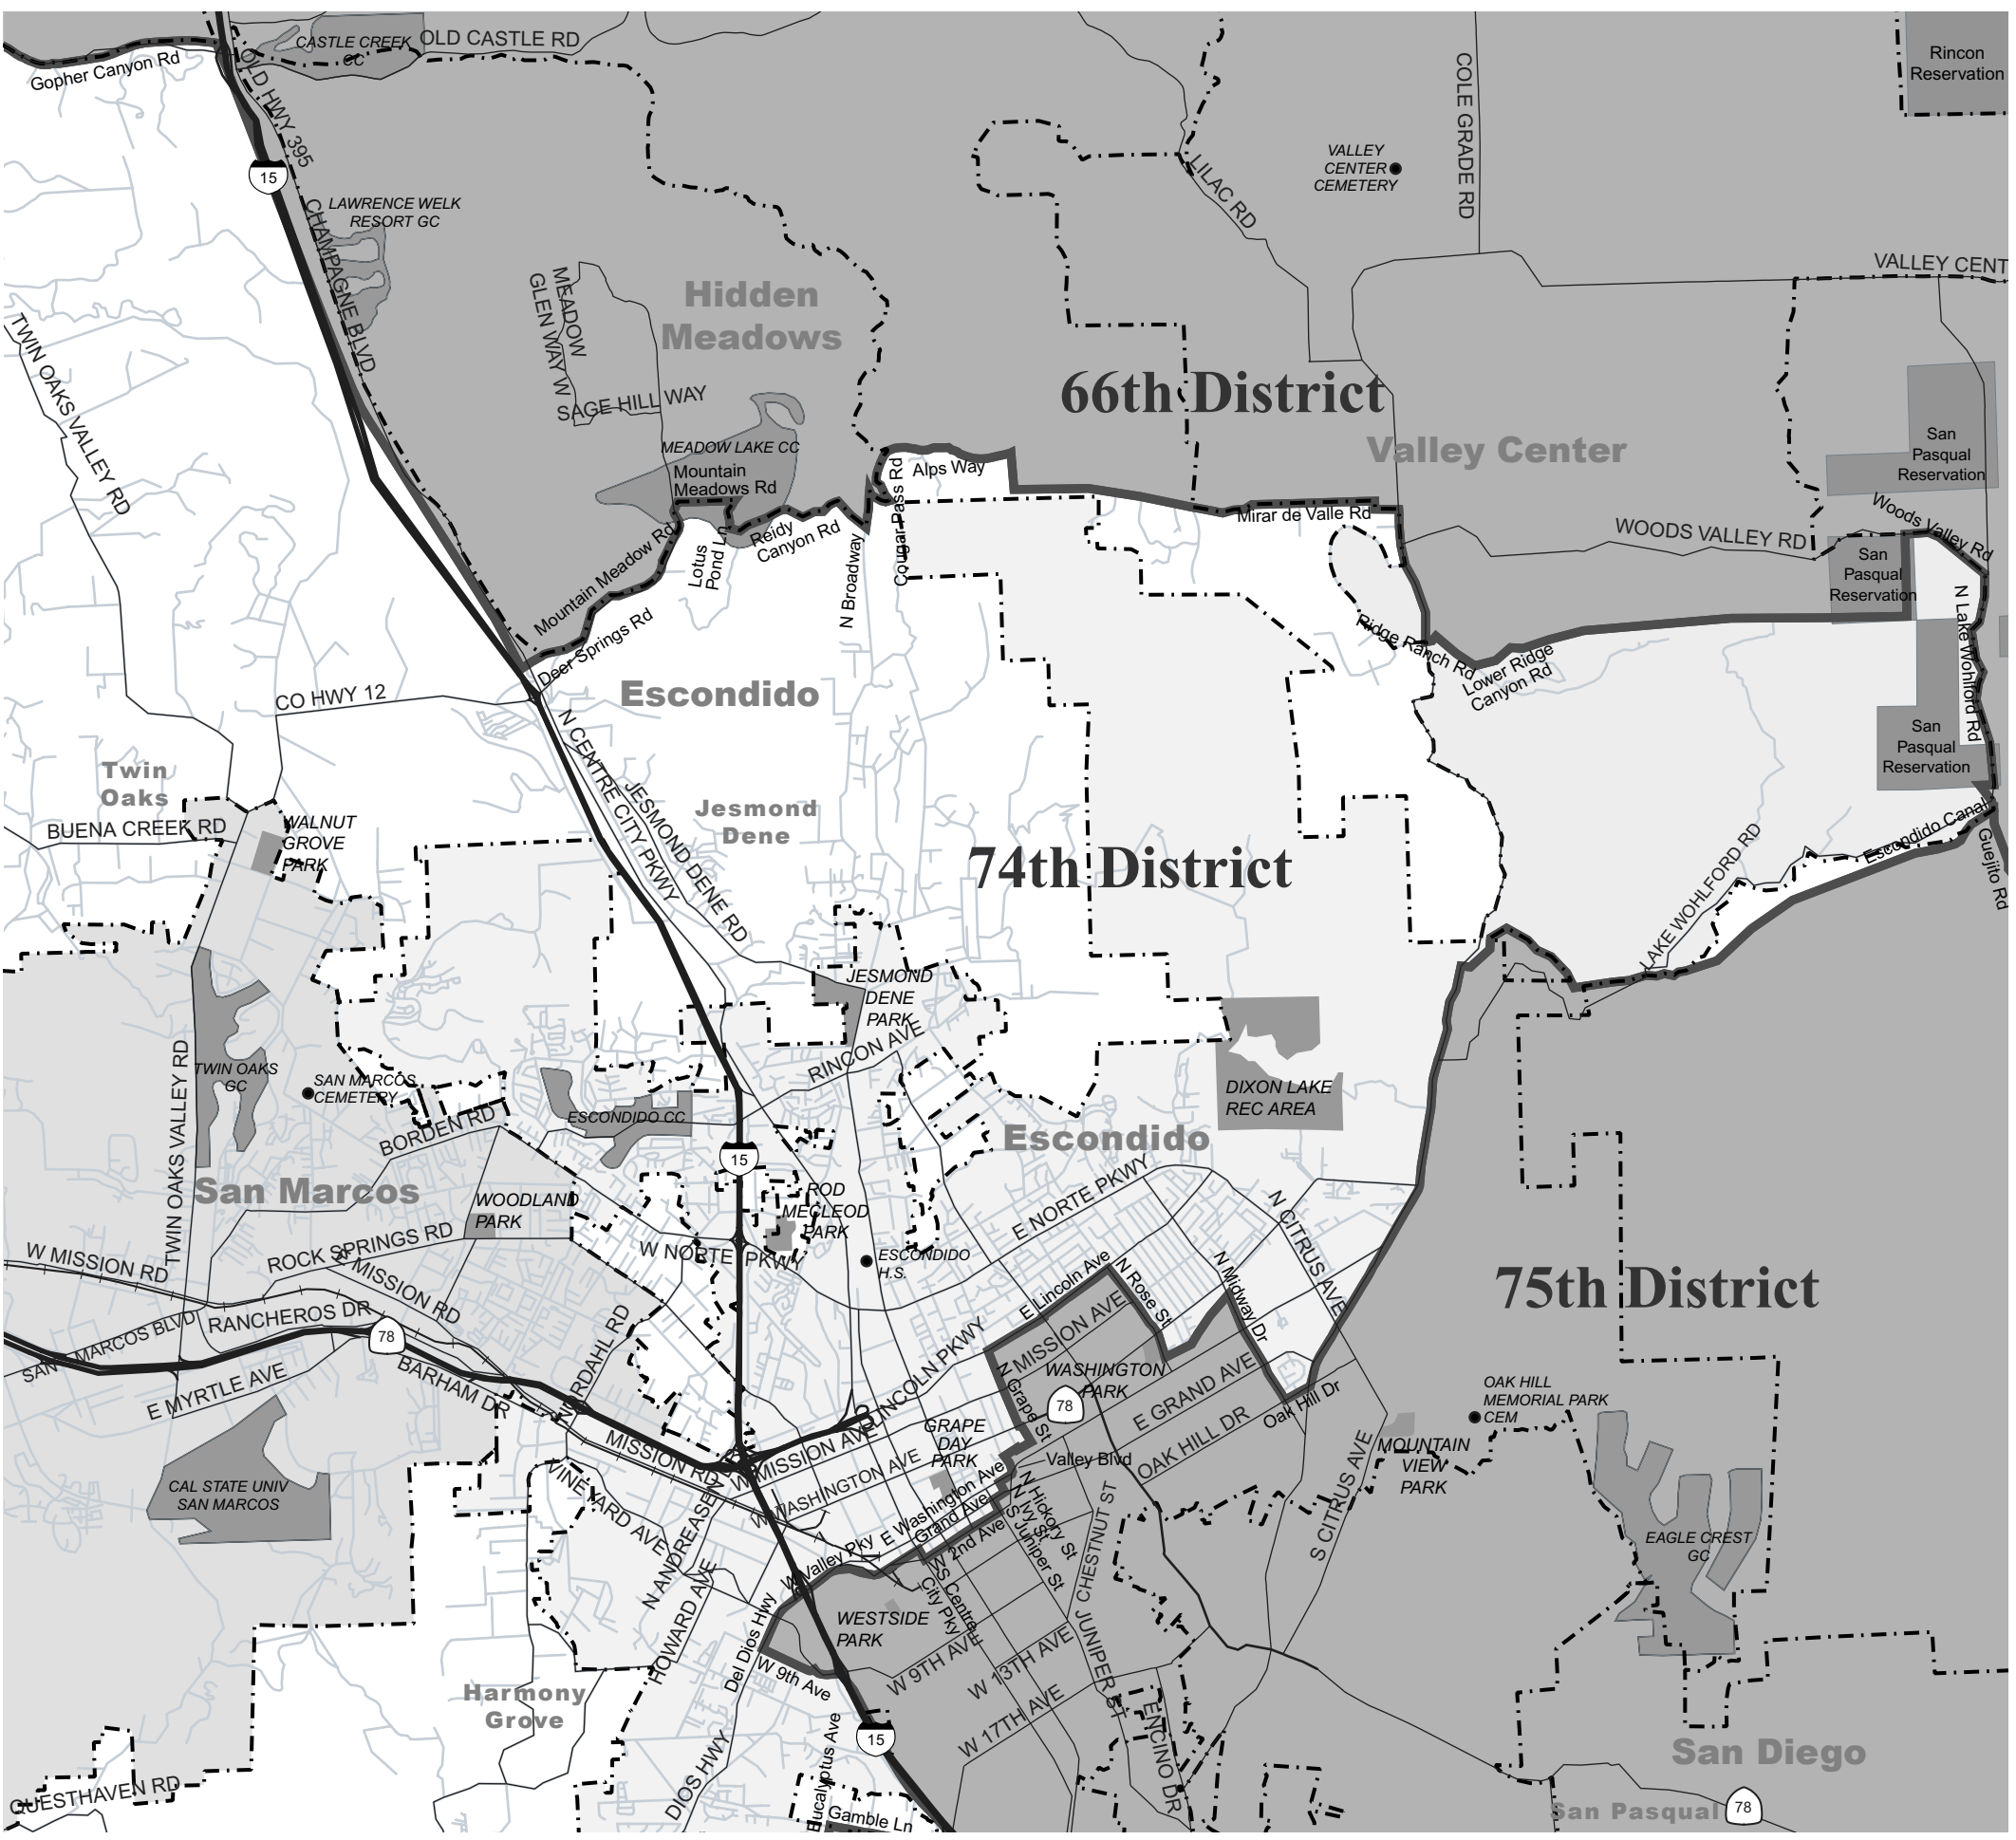 CASTLE CREEK
CC
OLD CASTLE RD
Gopher Canyon Rd
OLD HWY 395
15
Rincon
Reservation
COLE GRADE RD
VALLEY
CENTER
CEMETERY
LILAC RD
LAWRENCE WELK
RESORT GC
CHAMPAGNE BLVD
VALLEY CENT
MEADOW
GLEN WAY W
Hidden
Meadows
SAGE HILL WAY
66th District
Valley Center
TWIN OAKS VALLEY RD
MEADOW LAKE CC
Mountain
Meadows Rd
Alps Way
Cougar Pass Rd
San
Pasqual
Reservation
Mirar de Valle Rd
Woods Valley Rd
WOODS VALLEY RD
Reidy
Canyon Rd
Lotus
Pond Ln
Mountain Meadow Rd
N Broadway
San
Pasqual
Reservation
N Lake Wohlford Rd
Deer Springs Rd
Ridge Ranch Rd
Lower Ridge
Canyon Rd
CO HWY 12
Escondido
San
Pasqual
Reservation
N CENTRE CITY PKWY
JESMOND DENE RD
Twin
Oaks
Jesmond
Dene
BUENA CREEK RD
WALNUT
GROVE
PARK
74th District
Escondido Canal
Guejito Rd
LAKE WOHLFORD RD
JESMOND
DENE
PARK
RINCON AVE
TWIN OAKS
GC
SAN MARCOS
CEMETERY
TWIN OAKS VALLEY RD
BORDEN RD
ESCONDIDO CC
DIXON LAKE
REC AREA
Escondido
15
San Marcos
WOODLAND
PARK
ROD
MECLEOD
PARK
E NORTE PKWY
N CITRUS AVE
W MISSION RD
ROCK SPRINGS RD
W NORTE PKWY
ESCONDIDO
H.S.
E MISSION RD
E Lincoln Ave
N Rose St
N Midway Dr
75th District
SAN MARCOS BLVD
RANCHEROS DR
78
NORDAHL RD
E LINCOLN PKWY
MISSION AVE
E MYRTLE AVE
BARHAM DR
N Grape St
WASHINGTON
PARK
78
E GRAND AVE
OAK HILL DR
Oak Hill Dr
OAK HILL
MEMORIAL PARK
CEM
MOUNTAIN
VIEW
PARK
GRAPE
DAY
PARK
Valley Blvd
CAL STATE UNIV
SAN MARCOS
MISSION RD
W MISSION AVE
W WASHINGTON AVE
VINEYARD AVE
N ANDREASEN DR
E Washington Ave
Grand Ave
W 2nd Ave
N Hickory St
N Ivy St
S Juniper St
CHESTNUT ST
S CITRUS AVE
EAGLE CREST
GC
W Valley Pky
S Centre
City Pky
HOWARD AVE
Del Dios Hwy
WESTSIDE
PARK
W 9th Ave
W 9TH AVE
W 13TH AVE
JUNIPER ST
W 17TH AVE
ENCINO DR
Harmony
Grove
15
Eucalyptus Ave
DIOS HWY
Gamble Ln
QUESTHAVEN RD
San Diego
San Pasqual
78